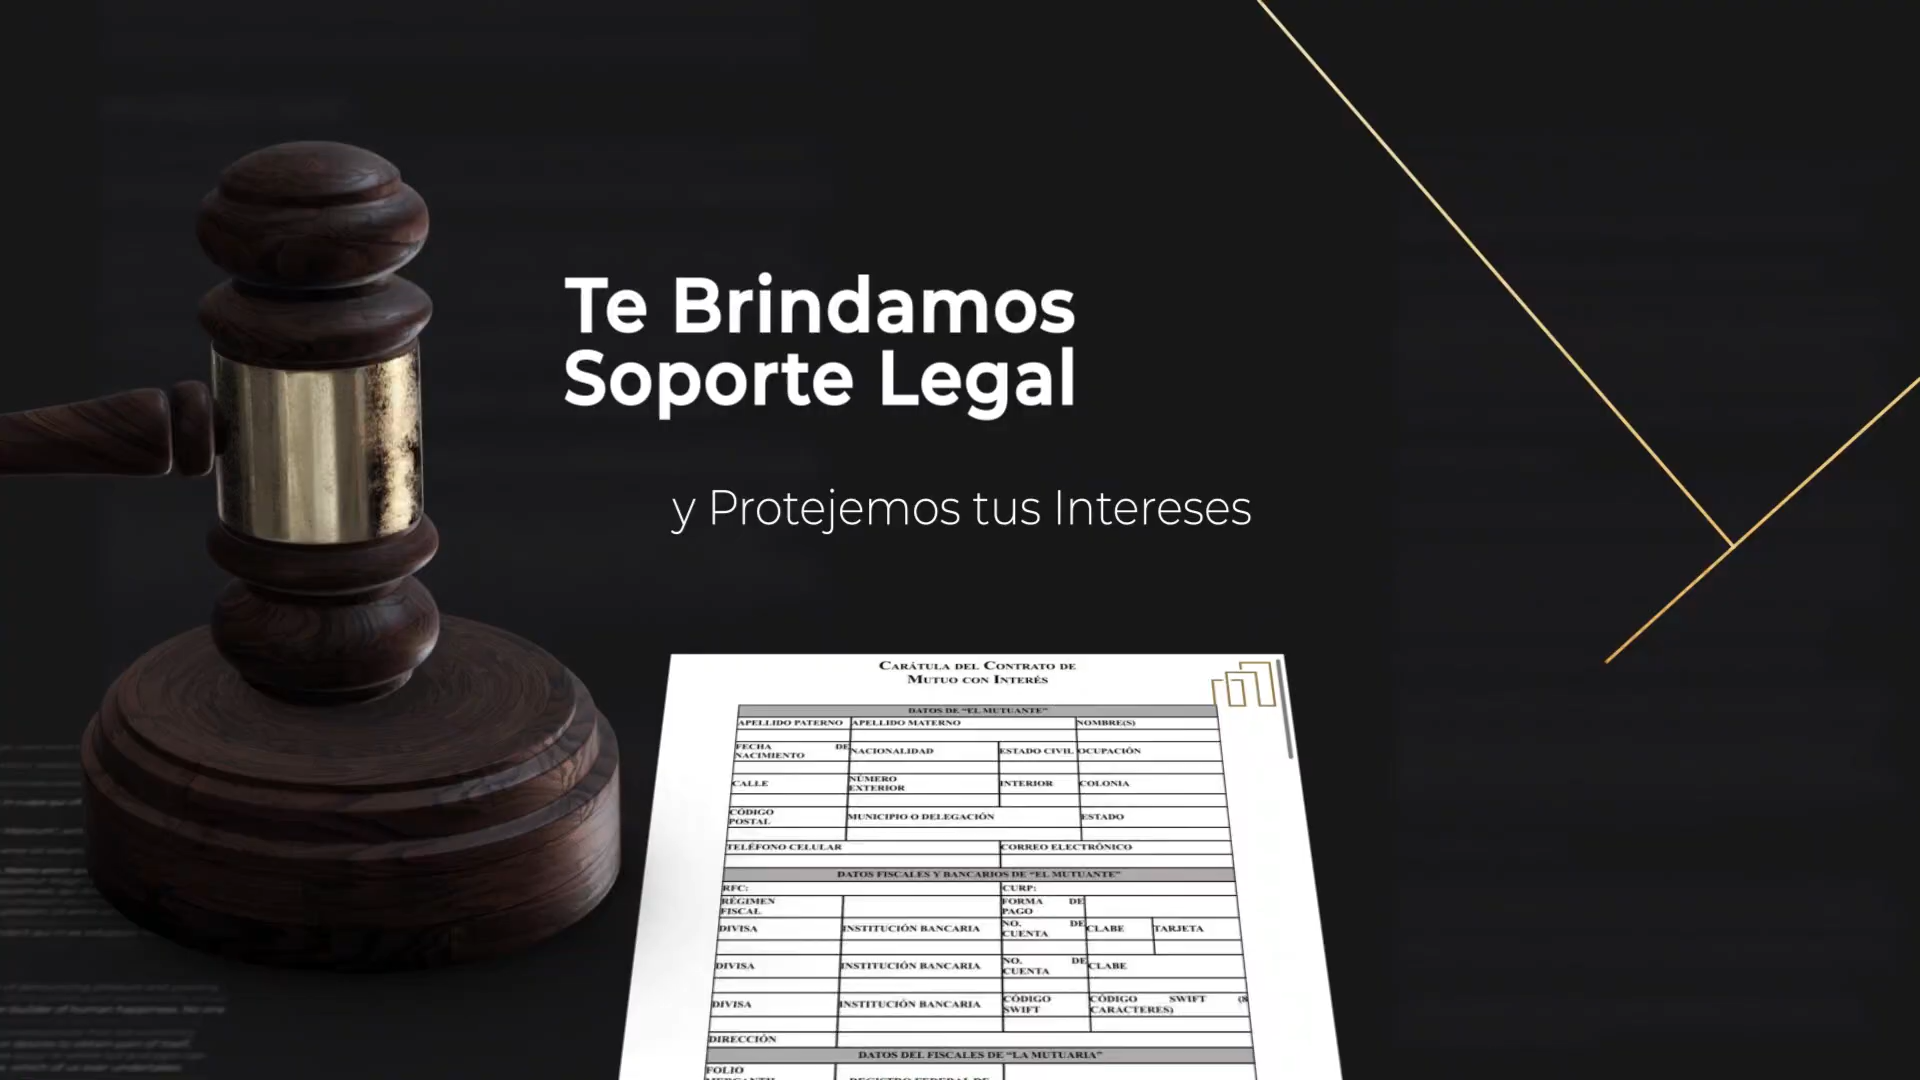 Te Brindamos
Soporte Legal
y Protejemos tus Intereses
CARÁTULA DEL CONTRATO DE
MUTUO CON INTERÉS
DATOS DE “EL MUTUANTE”
APELLIDO PATERNO APELLIDO MATERNO NOMBRE(S)
FECHA DE NACIMIENTO NACIONALIDAD ESTADO CIVIL OCUPACIÓN
CALLE NÚMERO EXTERIOR INTERIOR COLONIA
CÓDIGO POSTAL MUNICIPIO O DELEGACIÓN ESTADO
TELÉFONO CELULAR CORREO ELECTRÓNICO
DATOS FISCALES Y BANCARIOS DE “EL MUTUANTE”
RFC: CURP:
RÉGIMEN FISCAL FORMA DE PAGO
DIVISA INSTITUCIÓN BANCARIA NO. DE CUENTA CLABE TARJETA
DIVISA INSTITUCIÓN BANCARIA NO. DE CUENTA CLABE
DIVISA INSTITUCIÓN BANCARIA CÓDIGO SWIFT CÓDIGO SWIFT (8 CARACTERES)
DIRECCIÓN
DATOS DEL FISCALES DE “LA MUTUARIA”
FOLIO